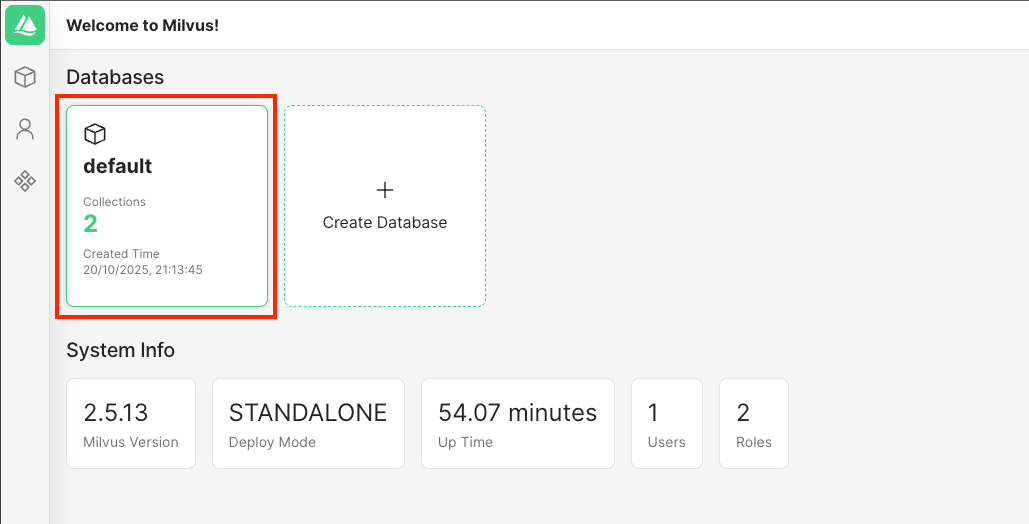 Welcome to Milvus!
Databases
default
Collections
2
Created Time
20/10/2025, 21:13:45
Create Database
System Info
2.5.13
Milvus Version
STANDALONE
Deploy Mode
54.07 minutes
Up Time
1
Users
2
Roles